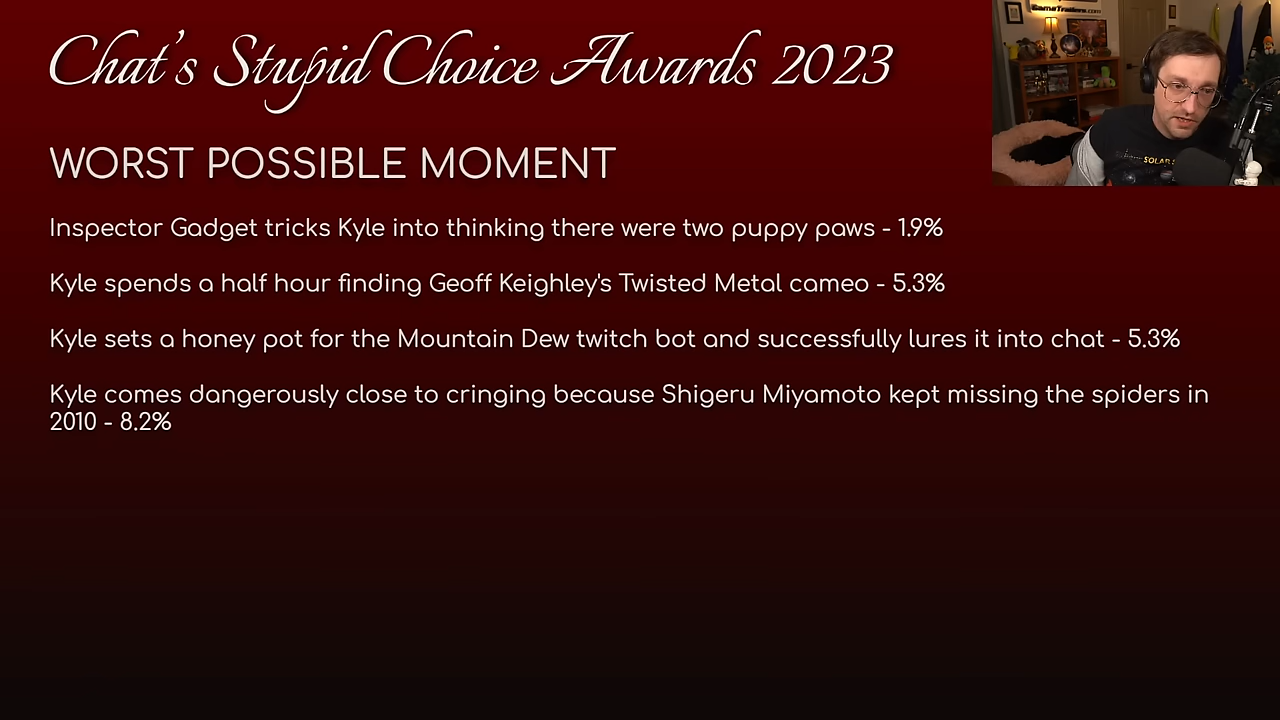 Chat's Stupid Choice Awards 2023
GameTrailers.com
WORST POSSIBLE MOMENT
SOLAR
Inspector Gadget tricks Kyle into thinking there were two puppy paws - 1.9%
Kyle spends a half hour finding Geoff Keighley's Twisted Metal cameo - 5.3%
Kyle sets a honey pot for the Mountain Dew twitch bot and successfully lures it into chat - 5.3%
Kyle comes dangerously close to cringing because Shigeru Miyamoto kept missing the spiders in
2010 - 8.2%